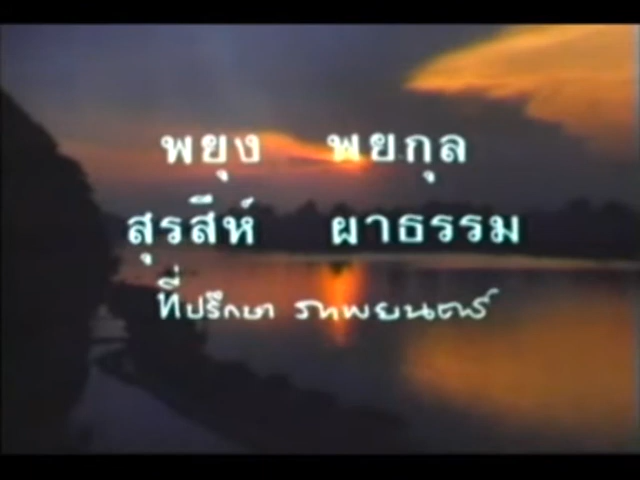 พยุง พยกุล
สุรสีห์ ผาธรรม
ที่ปรึกษา ภาพยนตร์